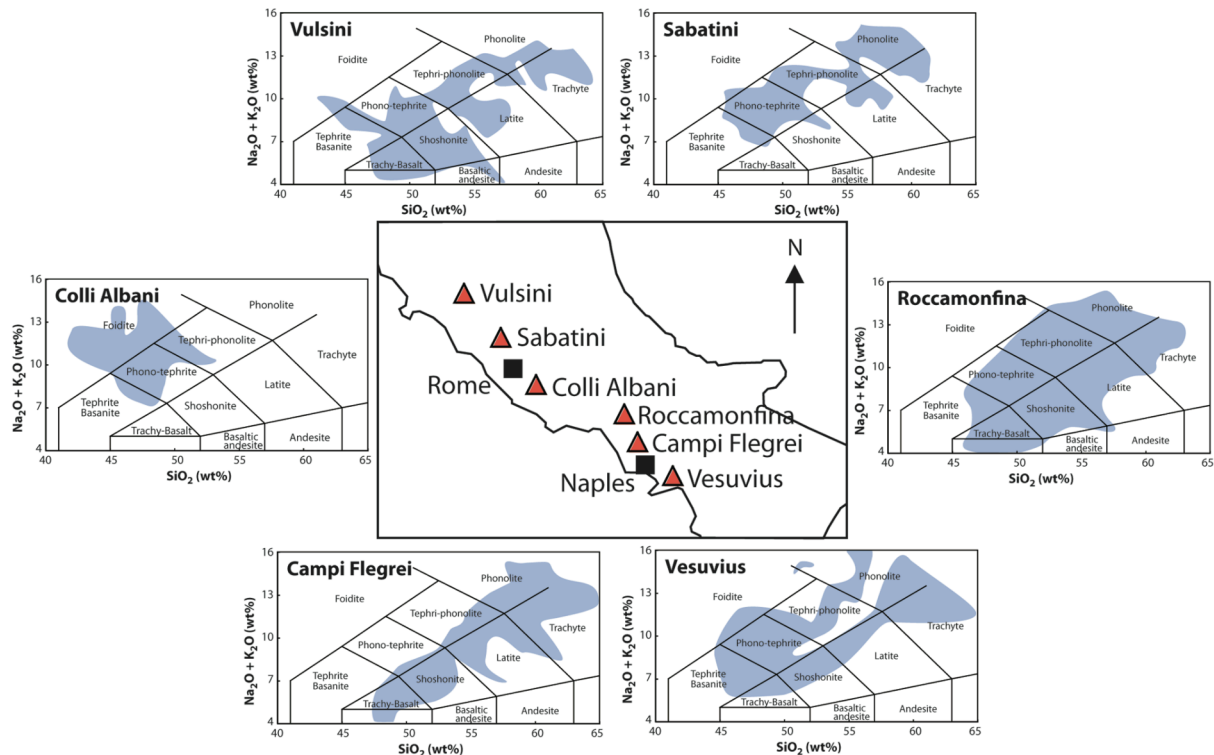 Vulsini
Na2O + K2O (wt%)
16
13
10
7
4
Foidite
Phonolite
Tephri-phonolite
Trachyte
Phono-tephrite
Latite
Tephrite
Basanite
Shoshonite
Trachy-Basalt
Basaltic
andesite
Andesite
40
45
50
55
60
65
SiO2 (wt%)
Sabatini
Na2O + K2O (wt%)
16
13
10
7
4
Foidite
Phonolite
Tephri-phonolite
Trachyte
Phono-tephrite
Latite
Tephrite
Basanite
Shoshonite
Trachy-Basalt
Basaltic
andesite
Andesite
40
45
50
55
60
65
SiO2 (wt%)
Colli Albani
Na2O + K2O (wt%)
16
13
10
7
4
Foidite
Phonolite
Tephri-phonolite
Trachyte
Phono-tephrite
Latite
Tephrite
Basanite
Shoshonite
Trachy-Basalt
Basaltic
andesite
Andesite
40
45
50
55
60
65
SiO2 (wt%)
N
Vulsini
Sabatini
Rome
Colli Albani
Roccamonfina
Campi Flegrei
Naples
Vesuvius
Roccamonfina
Na2O + K2O (wt%)
16
13
10
7
4
Foidite
Phonolite
Tephri-phonolite
Trachyte
Phono-tephrite
Latite
Tephrite
Basanite
Shoshonite
Trachy-Basalt
Basaltic
andesite
Andesite
40
45
50
55
60
65
SiO2 (wt%)
Campi Flegrei
Na2O + K2O (wt%)
16
13
10
7
4
Foidite
Phonolite
Tephri-phonolite
Trachyte
Phono-tephrite
Latite
Tephrite
Basanite
Shoshonite
Trachy-Basalt
Basaltic
andesite
Andesite
40
45
50
55
60
65
SiO2 (wt%)
Vesuvius
Na2O + K2O (wt%)
16
13
10
7
4
Foidite
Phonolite
Tephri-phonolite
Trachyte
Phono-tephrite
Latite
Tephrite
Basanite
Shoshonite
Trachy-Basalt
Basaltic
andesite
Andesite
40
45
50
55
60
65
SiO2 (wt%)